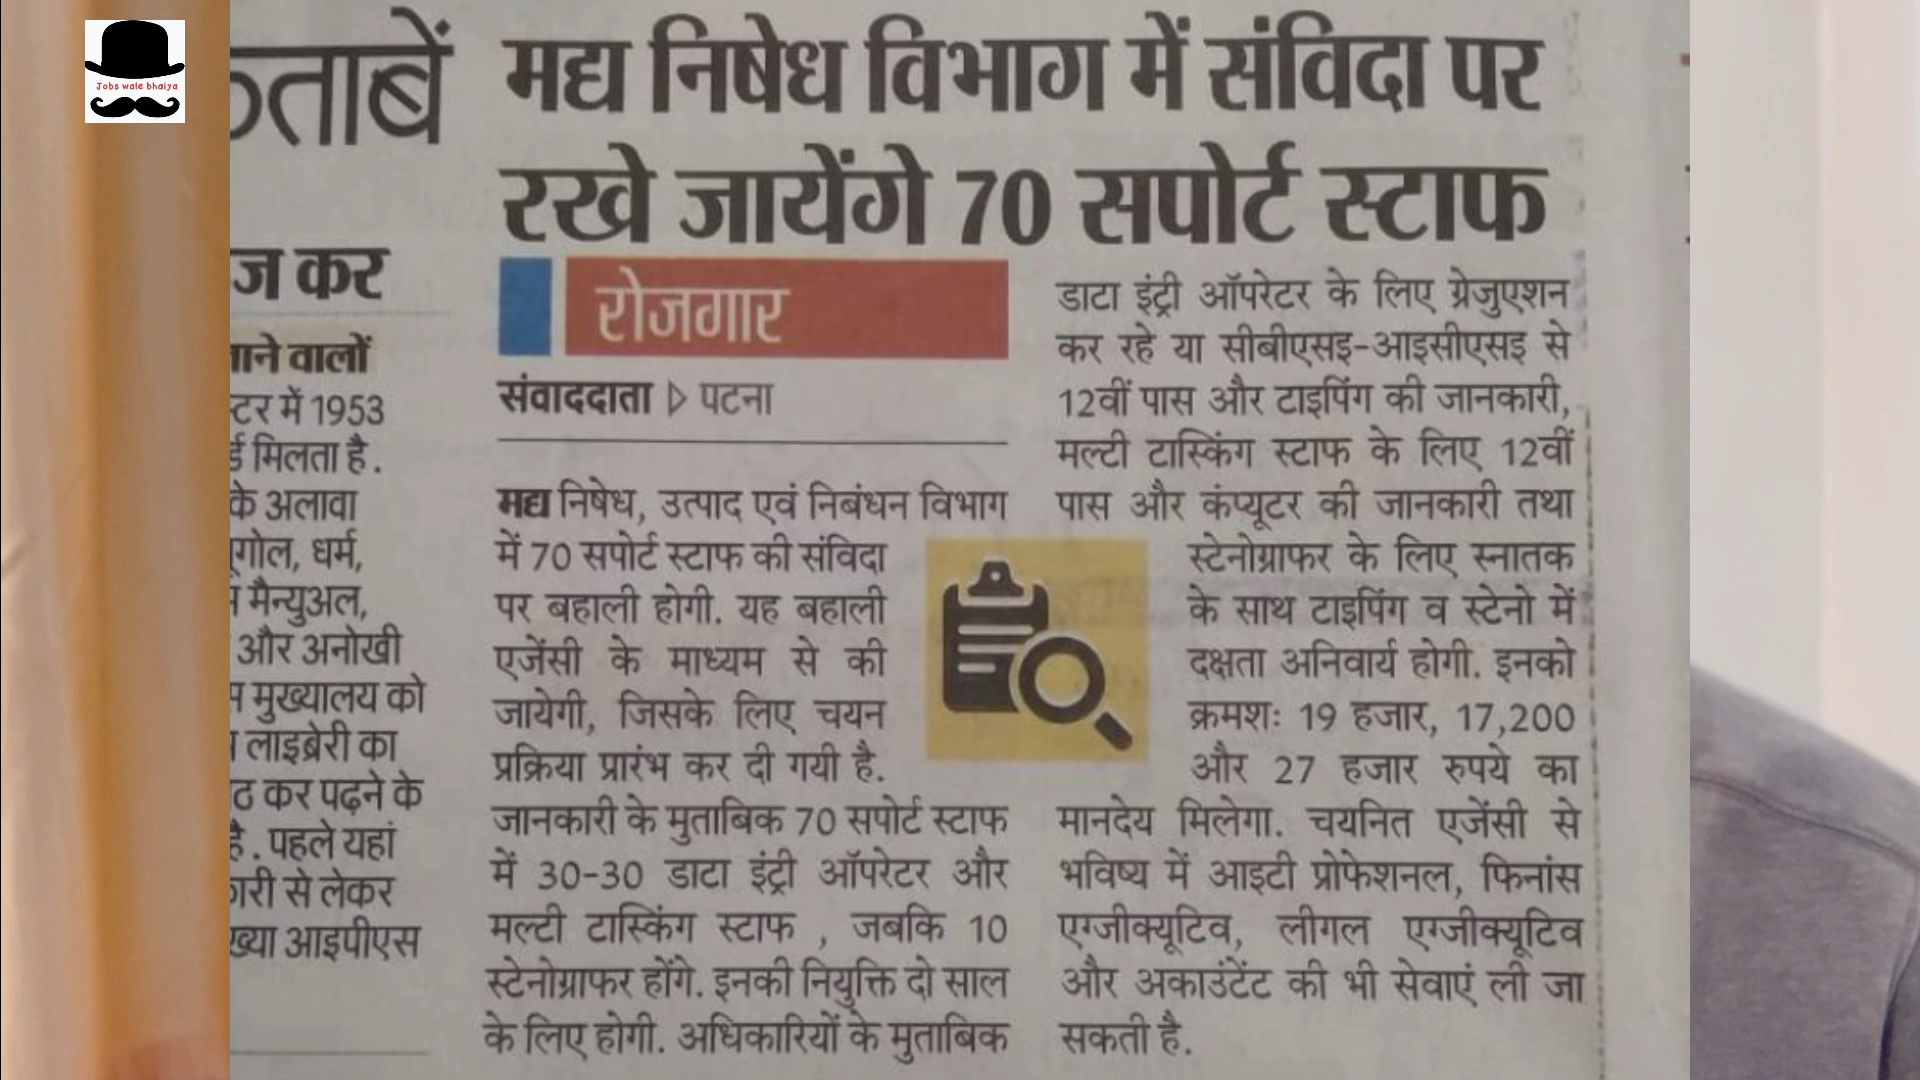 Jobs wale bhaiya
ताबें
ज कर
ाने वालों
स्टर में 1953
मिलता है.
के अलावा
गोल, धर्म,
मैन्युअल,
और अनोखी
मुख्यालय को
लाइब्रेरी का
कर पढ़ने के
है. पहले यहां
ारी से लेकर
ख्या आइपीएस
मद्य निषेध विभाग में संविदा पर
रखे जायेंगे 70 सपोर्ट स्टाफ
रोजगार
संवाददाता ▷ पटना
मद्य निषेध, उत्पाद एवं निबंधन विभाग
में 70 सपोर्ट स्टाफ की संविदा
पर बहाली होगी. यह बहाली
एजेंसी के माध्यम से की
जायेगी, जिसके लिए चयन
प्रक्रिया प्रारंभ कर दी गयी है.
जानकारी के मुताबिक 70 सपोर्ट स्टाफ
में 30-30 डाटा इंट्री ऑपरेटर और
मल्टी टास्किंग स्टाफ , जबकि 10
स्टेनोग्राफर होंगे. इनकी नियुक्ति दो साल
के लिए होगी. अधिकारियों के मुताबिक
डाटा इंट्री ऑपरेटर के लिए ग्रेजुएशन
कर रहे या सीबीएसइ-आइसीएसइ से
12वीं पास और टाइपिंग की जानकारी,
मल्टी टास्किंग स्टाफ के लिए 12वीं
पास और कंप्यूटर की जानकारी तथा
स्टेनोग्राफर के लिए स्नातक
के साथ टाइपिंग व स्टेनो में
दक्षता अनिवार्य होगी. इनको
क्रमशः 19 हजार, 17,200
और 27 हजार रुपये का
मानदेय मिलेगा. चयनित एजेंसी से
भविष्य में आइटी प्रोफेशनल, फिनांस
एग्जीक्यूटिव, लीगल एग्जीक्यूटिव
और अकाउंटेंट की भी सेवाएं ली जा
सकती है.